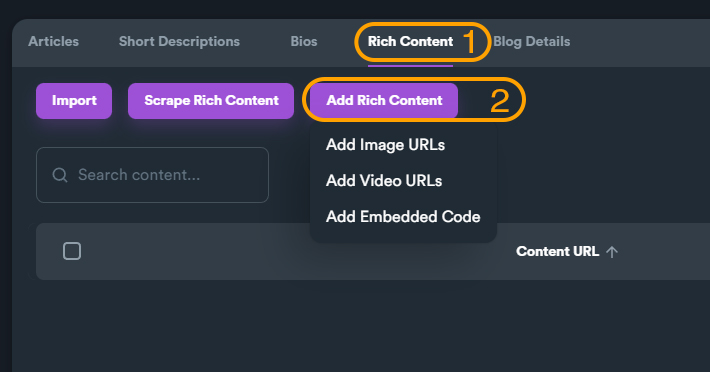 Articles Short Descriptions Bios Rich Content 1 Blog Details
Import Scrape Rich Content Add Rich Content 2
Add Image URLs
Search content...
Add Video URLs
Add Embedded Code
Content URL ↑